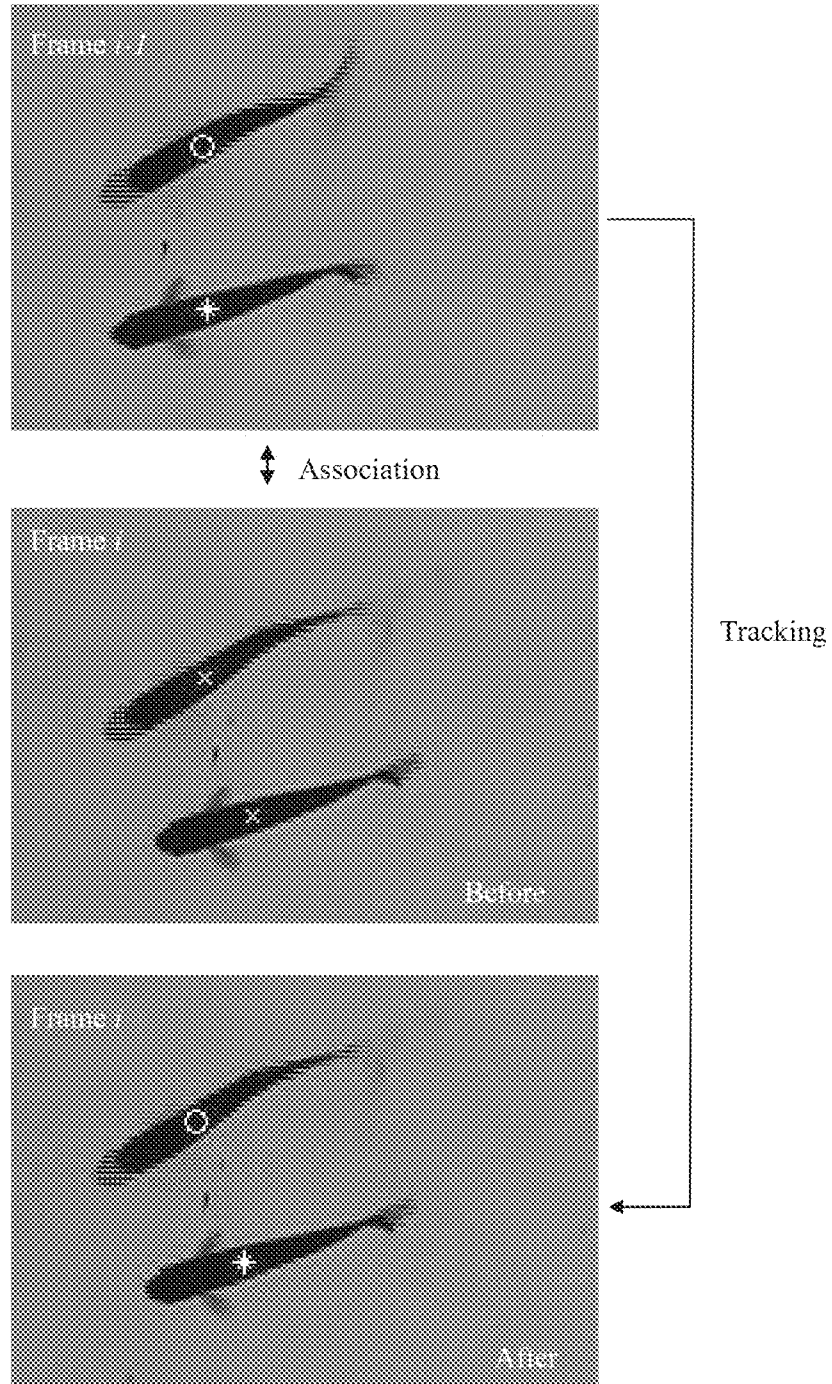 Frame i-1
Association
Frame i
Tracking
Before
Frame i
After